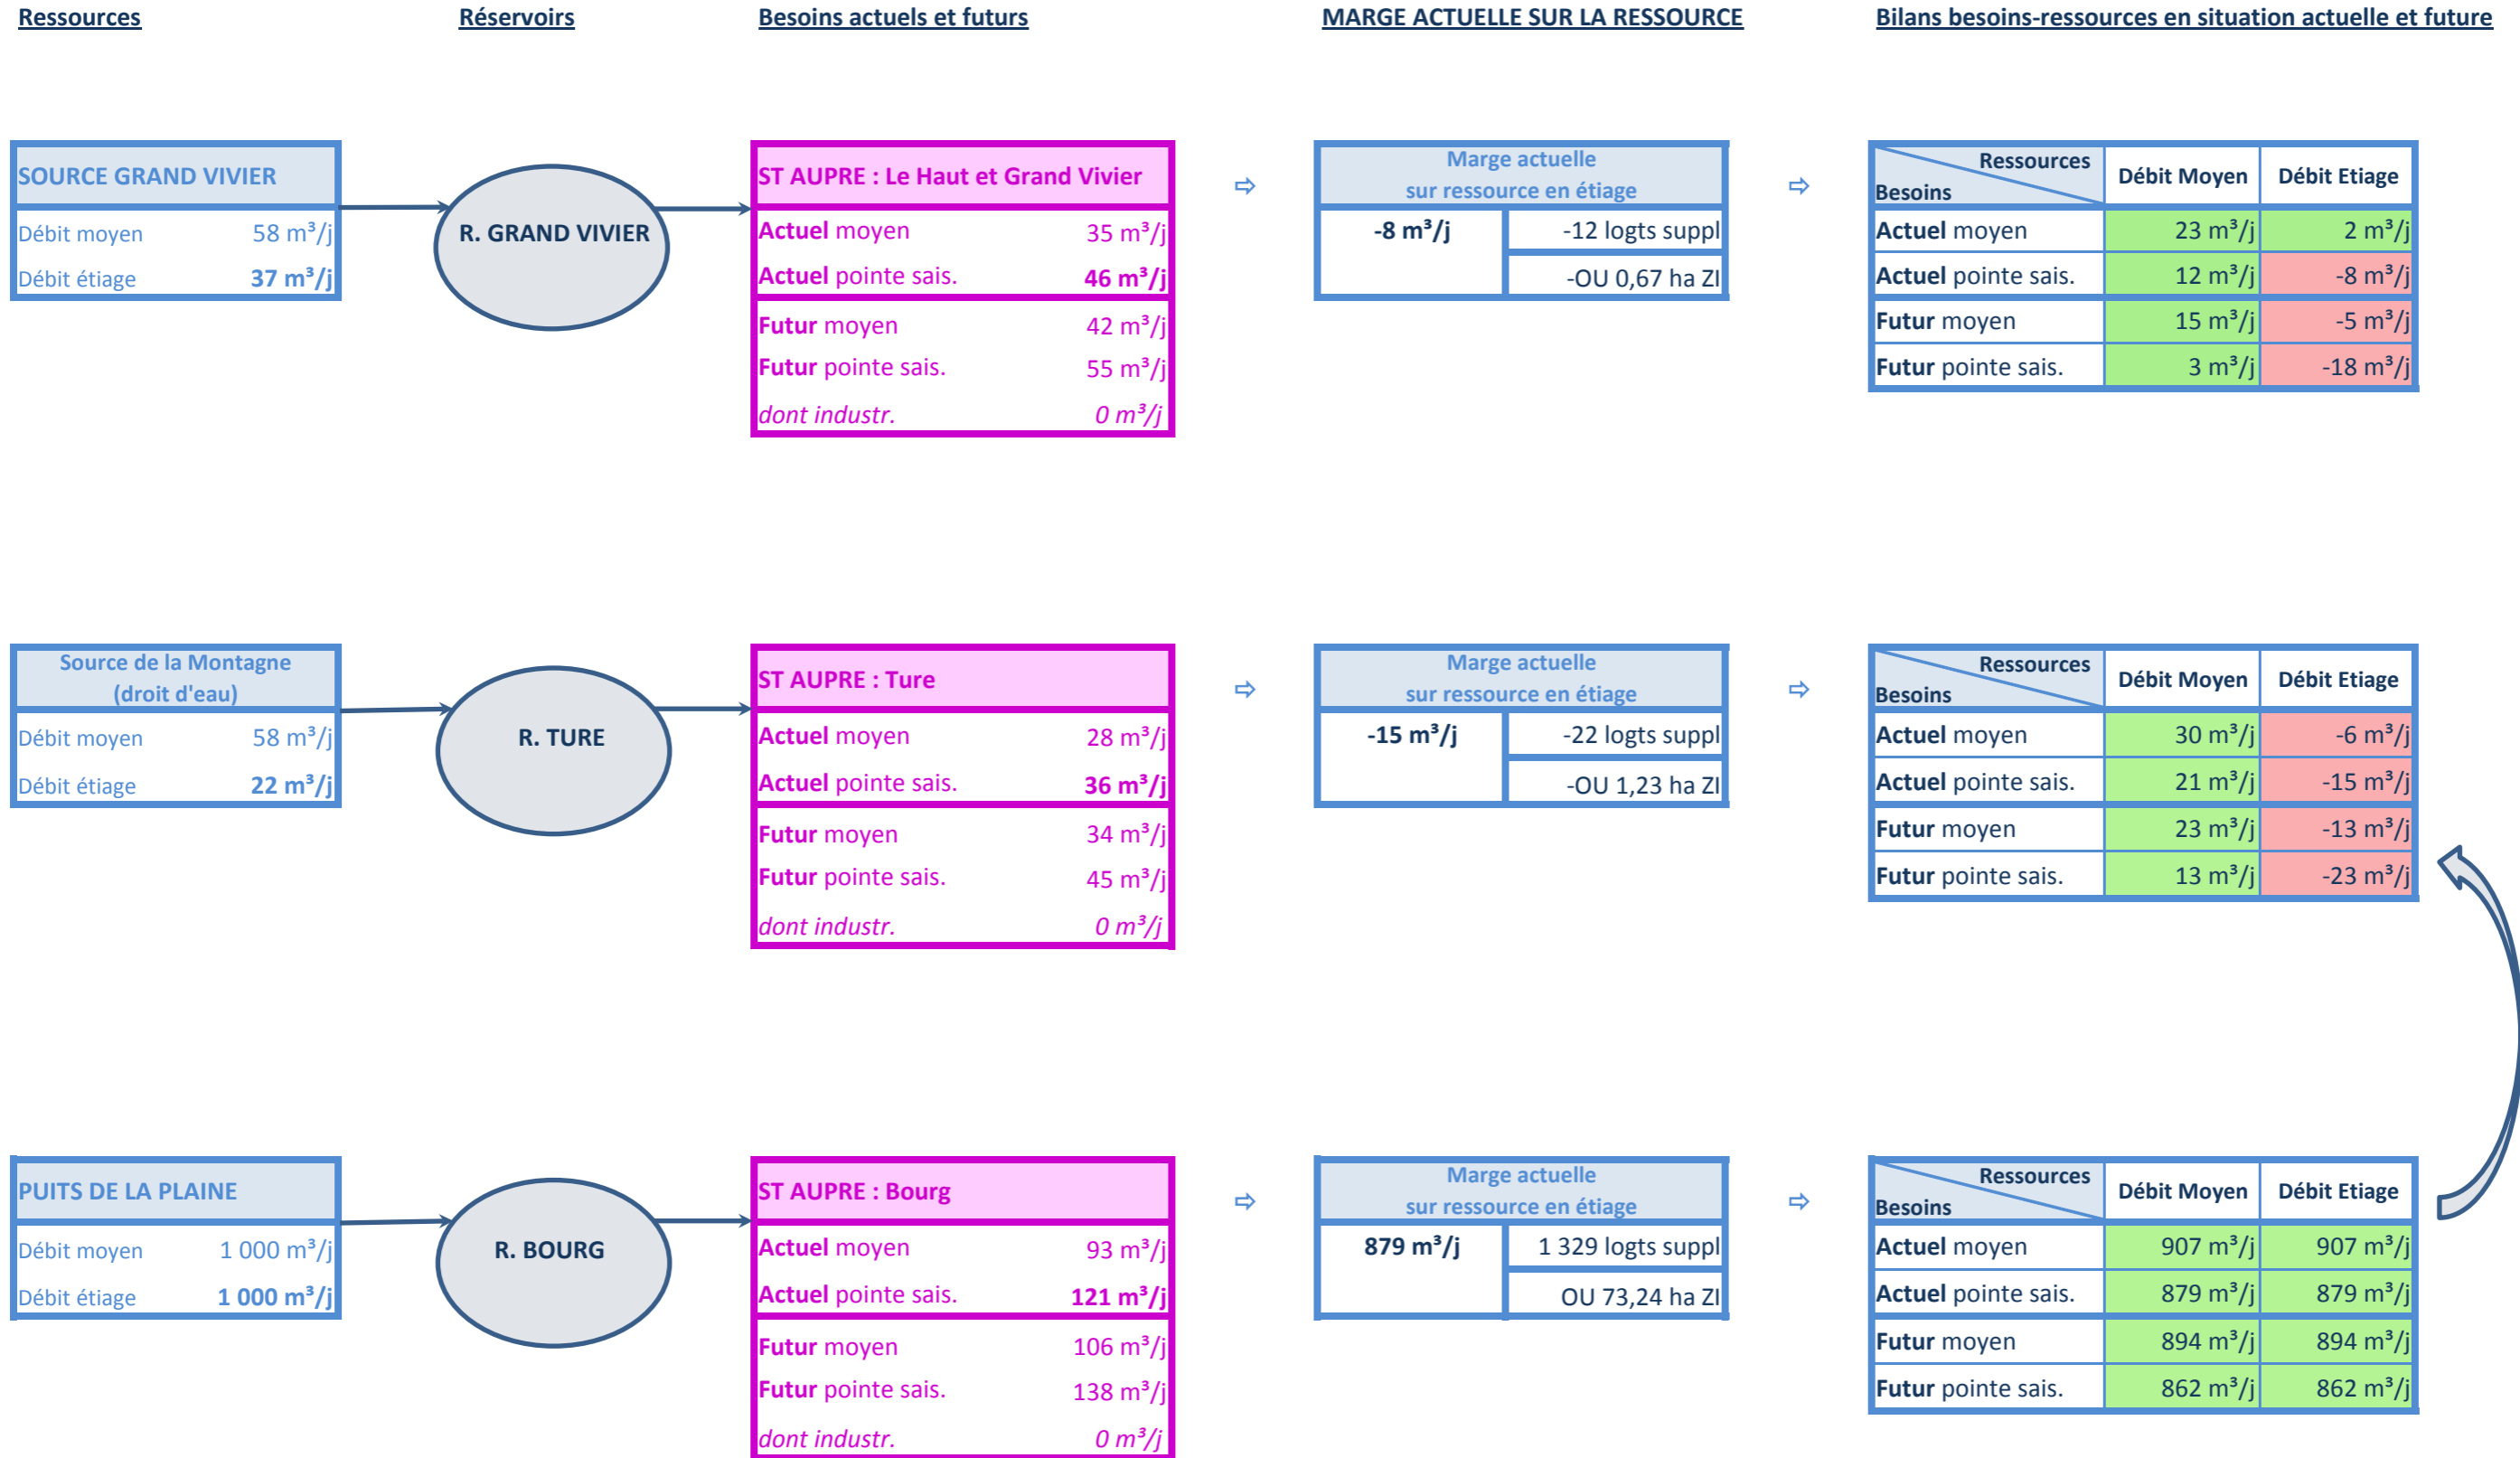 Ressources
Réservoirs
Besoins actuels et futurs
MARGE ACTUELLE SUR LA RESSOURCE
Bilans besoins-ressources en situation actuelle et future
SOURCE GRAND VIVIER
Débit moyen 58 m³/j
Débit étiage 37 m³/j
R. GRAND VIVIER
ST AUPRE : Le Haut et Grand Vivier
Actuel moyen 35 m³/j
Actuel pointe sais. 46 m³/j
Futur moyen 42 m³/j
Futur pointe sais. 55 m³/j
dont industr. 0 m³/j
⇨
Marge actuelle
sur ressource en étiage
-8 m³/j -12 logts suppl
-OU 0,67 ha ZI
⇨
Ressources
Besoins
Débit Moyen Débit Etiage
Actuel moyen 23 m³/j 2 m³/j
Actuel pointe sais. 12 m³/j -8 m³/j
Futur moyen 15 m³/j -5 m³/j
Futur pointe sais. 3 m³/j -18 m³/j
Source de la Montagne
(droit d'eau)
Débit moyen 58 m³/j
Débit étiage 22 m³/j
R. TURE
ST AUPRE : Ture
Actuel moyen 28 m³/j
Actuel pointe sais. 36 m³/j
Futur moyen 34 m³/j
Futur pointe sais. 45 m³/j
dont industr. 0 m³/j
⇨
Marge actuelle
sur ressource en étiage
-15 m³/j -22 logts suppl
-OU 1,23 ha ZI
⇨
Ressources
Besoins
Débit Moyen Débit Etiage
Actuel moyen 30 m³/j -6 m³/j
Actuel pointe sais. 21 m³/j -15 m³/j
Futur moyen 23 m³/j -13 m³/j
Futur pointe sais. 13 m³/j -23 m³/j
PUITS DE LA PLAINE
Débit moyen 1 000 m³/j
Débit étiage 1 000 m³/j
R. BOURG
ST AUPRE : Bourg
Actuel moyen 93 m³/j
Actuel pointe sais. 121 m³/j
Futur moyen 106 m³/j
Futur pointe sais. 138 m³/j
dont industr. 0 m³/j
⇨
Marge actuelle
sur ressource en étiage
879 m³/j 1 329 logts suppl
OU 73,24 ha ZI
⇨
Ressources
Besoins
Débit Moyen Débit Etiage
Actuel moyen 907 m³/j 907 m³/j
Actuel pointe sais. 879 m³/j 879 m³/j
Futur moyen 894 m³/j 894 m³/j
Futur pointe sais. 862 m³/j 862 m³/j